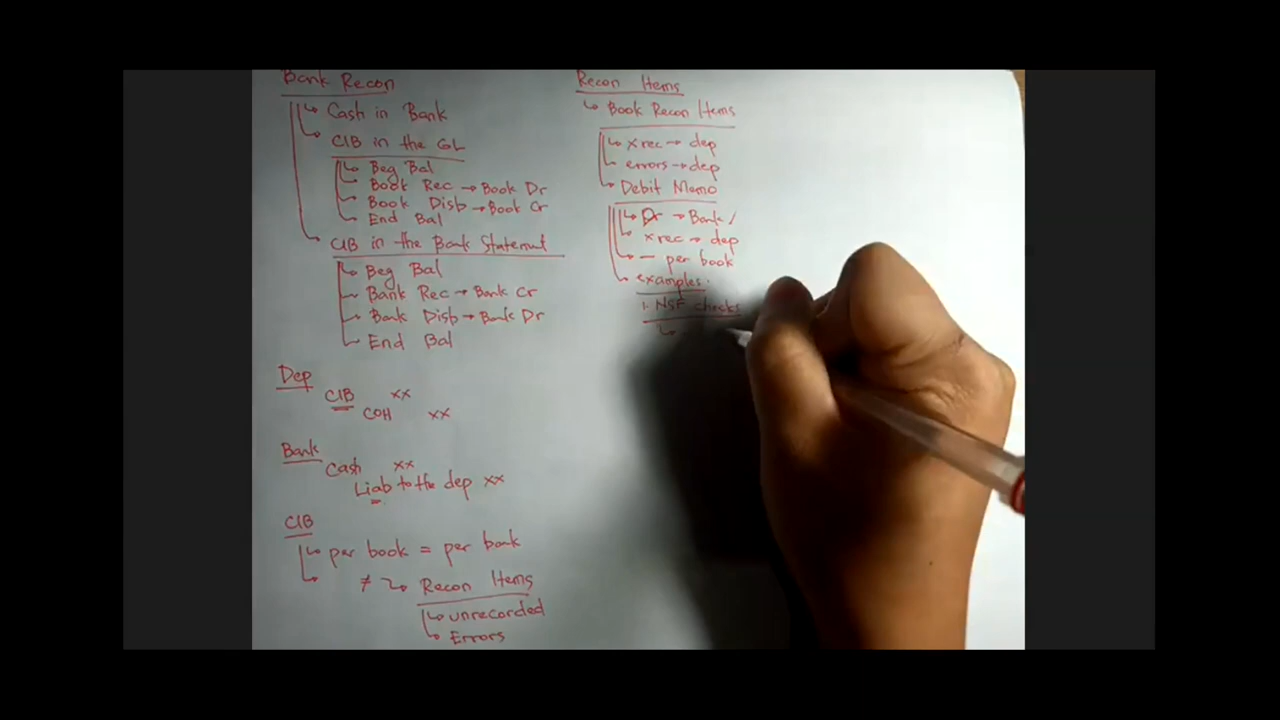 Bank Recon
Cash in Bank
CIB in the GL
Beg Bal
Book Rec → Book Dr
Book Disb → Book Cr
End Bal
CIB in the Bank Statement
Beg Bal
Bank Rec → Bank Cr
Bank Disb → Bank Dr
End Bal
Dep
CIB xx
COH xx
Bank
Cash xx
Liab to the dep xx
CIB
per book = per bank
≠ Recon Items
unrecorded
Errors
Recon Items
Book Recon Items
x rec → dep
errors → dep
Debit Memo
Dr → Bank /
x rec → dep
— per book
examples:
1. NSF checks